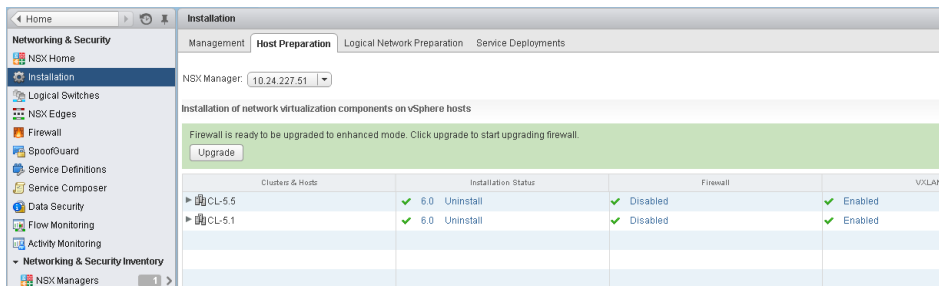 Home
Networking & Security
NSX Home
Installation
Logical Switches
NSX Edges
Firewall
SpoofGuard
Service Definitions
Service Composer
Data Security
Flow Monitoring
Activity Monitoring
Networking & Security Inventory
NSX Managers 1
Installation
Management Host Preparation Logical Network Preparation Service Deployments
NSX Manager: 10.24.227.51
Installation of network virtualization components on vSphere hosts
Firewall is ready to be upgraded to enhanced mode. Click upgrade to start upgrading firewall.
Upgrade
Clusters & Hosts Installation Status Firewall VXLAN
CL-5.5 6.0 Uninstall Disabled Enabled
CL-5.1 6.0 Uninstall Disabled Enabled